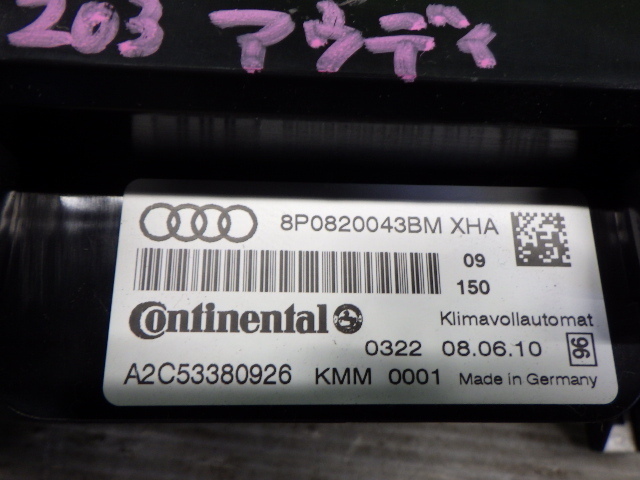 203 アウディ
8P0820043BM XHA
09
150
Continental
Klimavollautomat
0322 08.06.10
96
A2C53380926 KMM 0001 Made in Germany